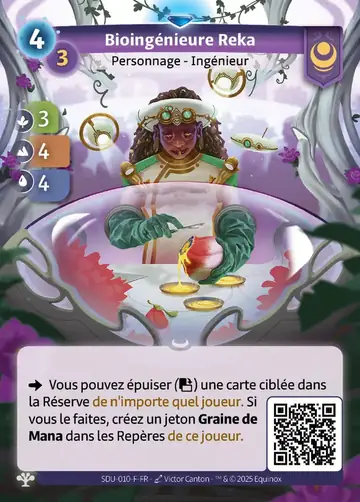 4
Bioingénieure Reka
3
Personnage - Ingénieur
3
4
4
➔ Vous pouvez épuiser () une carte ciblée dans
la Réserve de n'importe quel joueur. Si
vous le faites, créez un jeton Graine de
Mana dans les Repères de ce joueur.
SDU-010-F-FR - Victor Canton - ™ & © 2025 Equinox